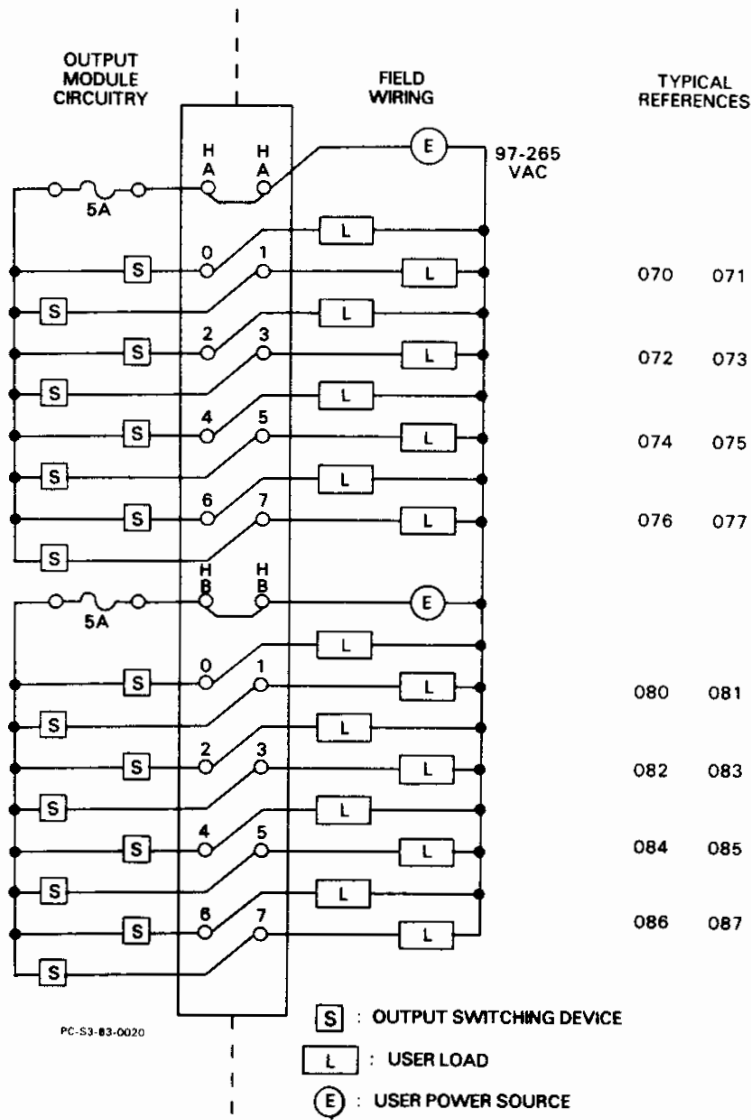 OUTPUT
MODULE
CIRCUITRY
FIELD
WIRING
TYPICAL
REFERENCES
H
A
H
A
E
97-265
VAC
5A
L
S
0
1
L
070
071
S
L
S
2
3
L
072
073
S
L
S
4
5
L
074
075
S
L
S
6
7
L
076
077
S
H
B
H
B
E
5A
L
S
0
1
L
080
081
S
L
S
2
3
L
082
083
S
L
S
4
5
L
084
085
S
L
S
6
7
L
086
087
S
PC-S3-83-0020
S : OUTPUT SWITCHING DEVICE
L : USER LOAD
E : USER POWER SOURCE